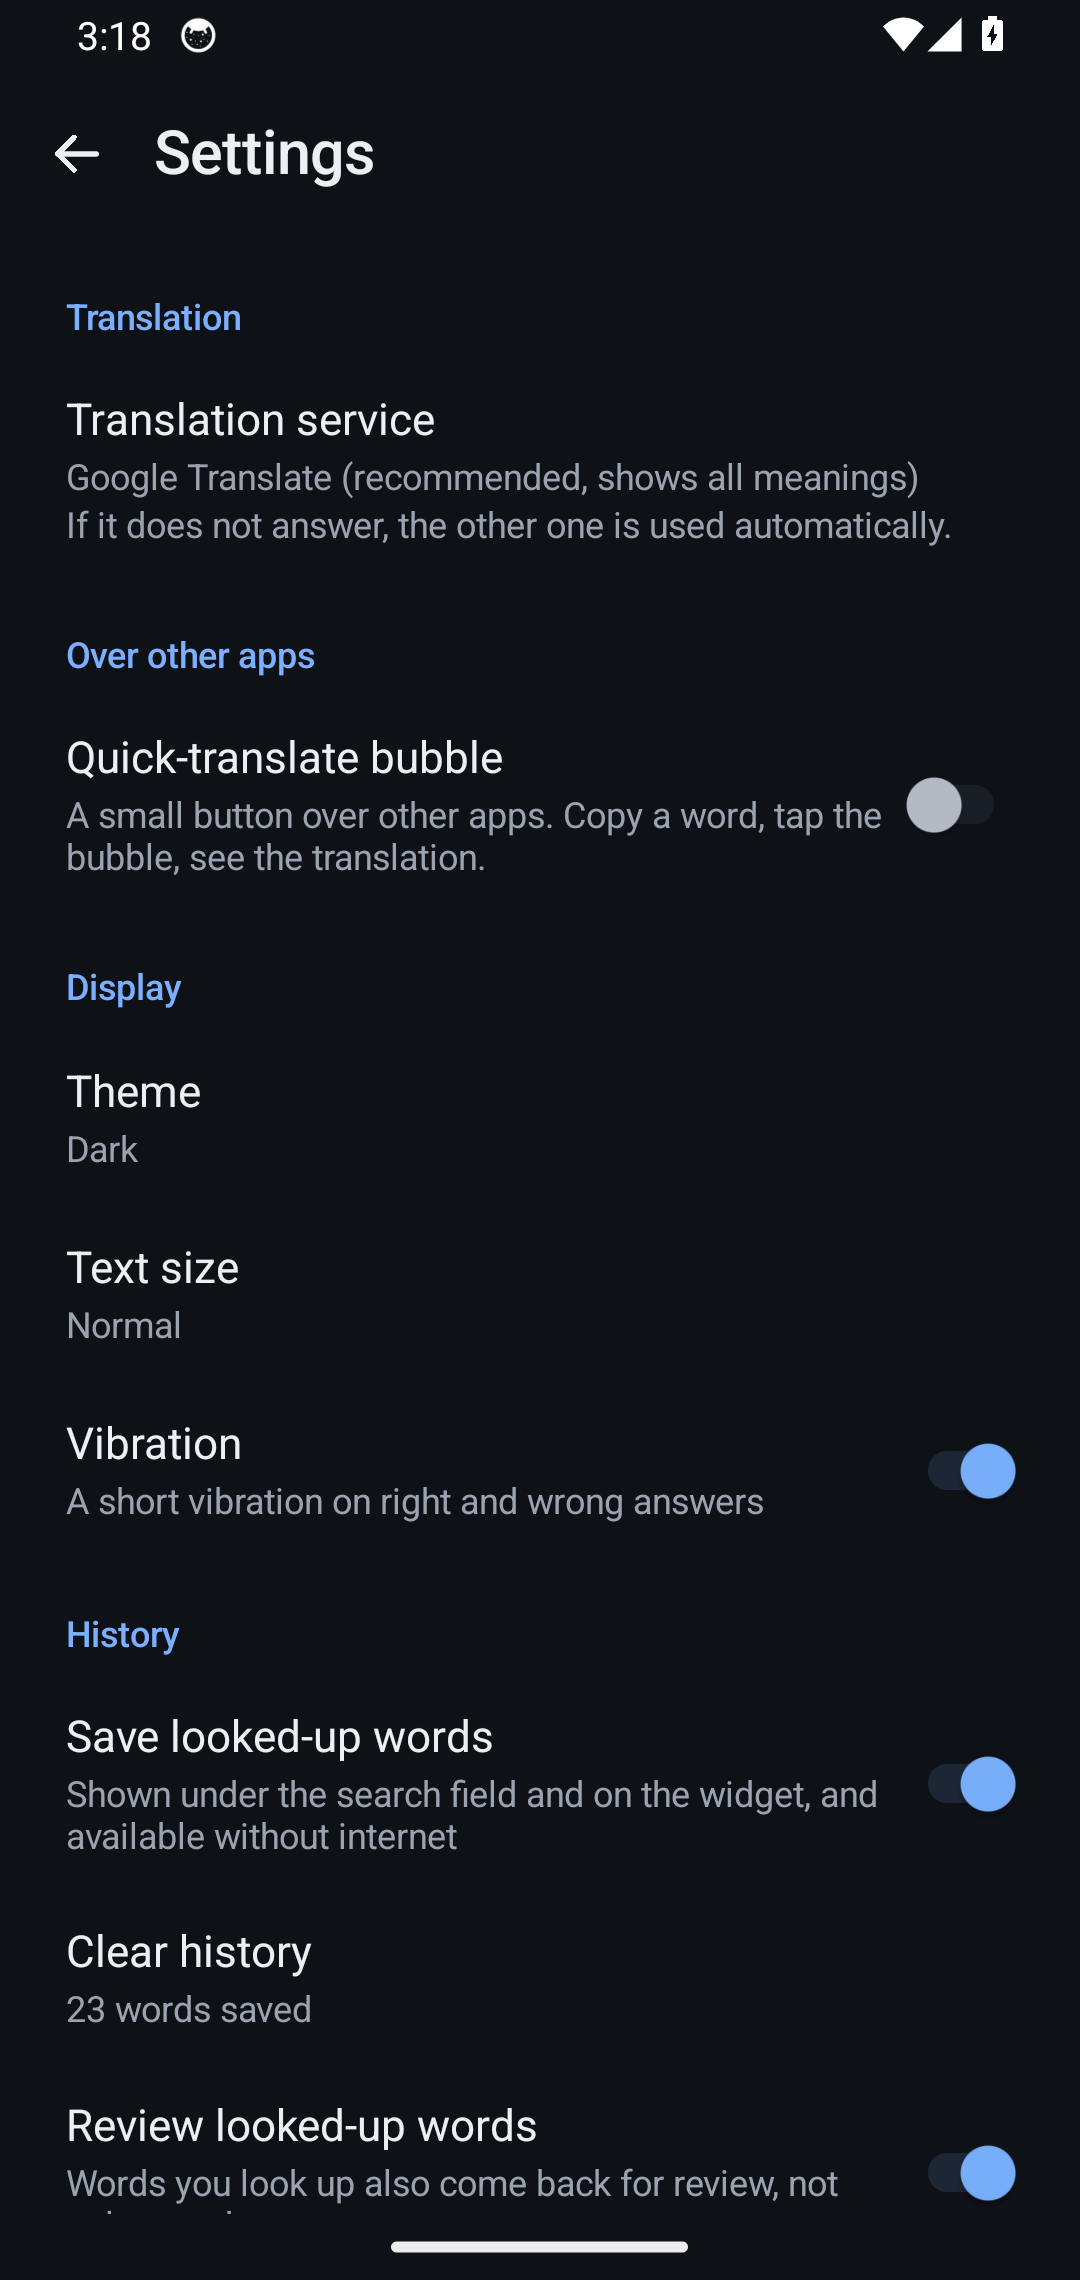 3:18
Settings
Translation
Translation service
Google Translate (recommended, shows all meanings)
If it does not answer, the other one is used automatically.
Over other apps
Quick-translate bubble
A small button over other apps. Copy a word, tap the
bubble, see the translation.
Display
Theme
Dark
Text size
Normal
Vibration
A short vibration on right and wrong answers
History
Save looked-up words
Shown under the search field and on the widget, and
available without internet
Clear history
23 words saved
Review looked-up words
Words you look up also come back for review, not